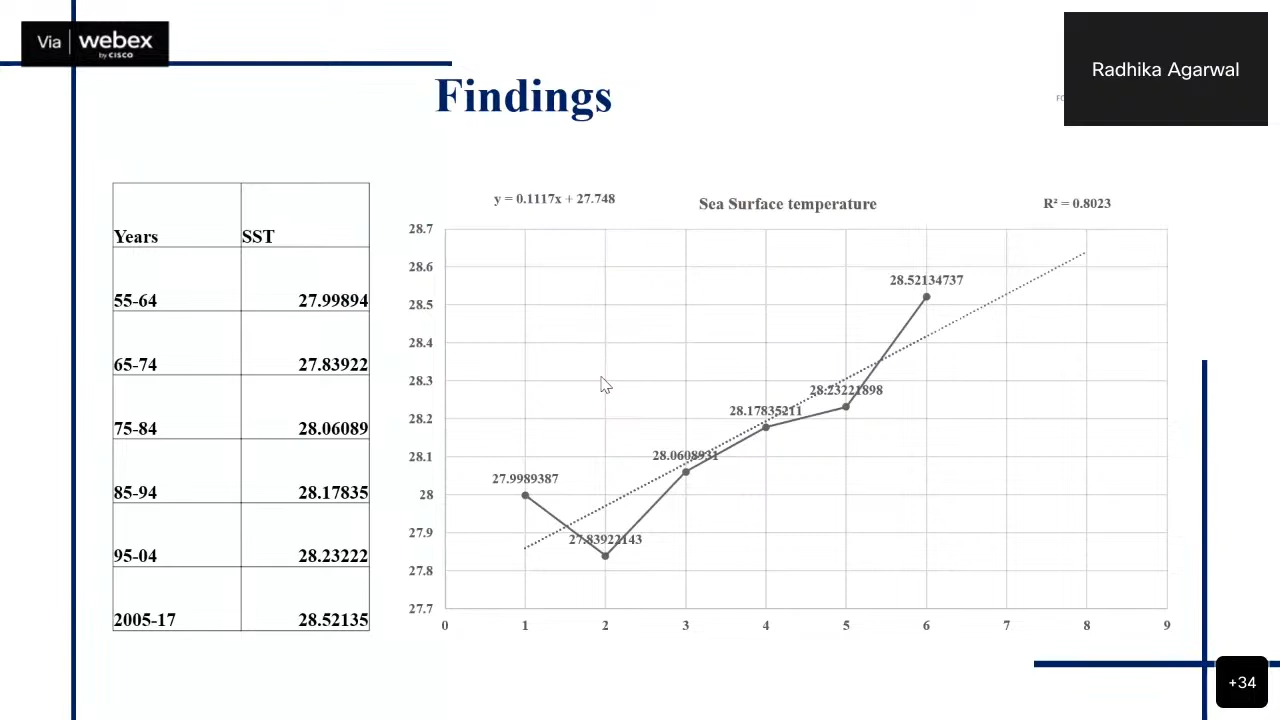 Via webex
by CISCO
Radhika Agarwal
Findings
Years SST
55-64 27.99894
65-74 27.83922
75-84 28.06089
85-94 28.17835
95-04 28.23222
2005-17 28.52135
y = 0.1117x + 27.748
Sea Surface temperature
R² = 0.8023
28.7
28.6
28.5
28.4
28.3
28.2
28.1
28
27.9
27.8
27.7
27.9989387
27.83922143
28.0608931
28.17835211
28.23221898
28.52134737
0 1 2 3 4 5 6 7 8 9
+34